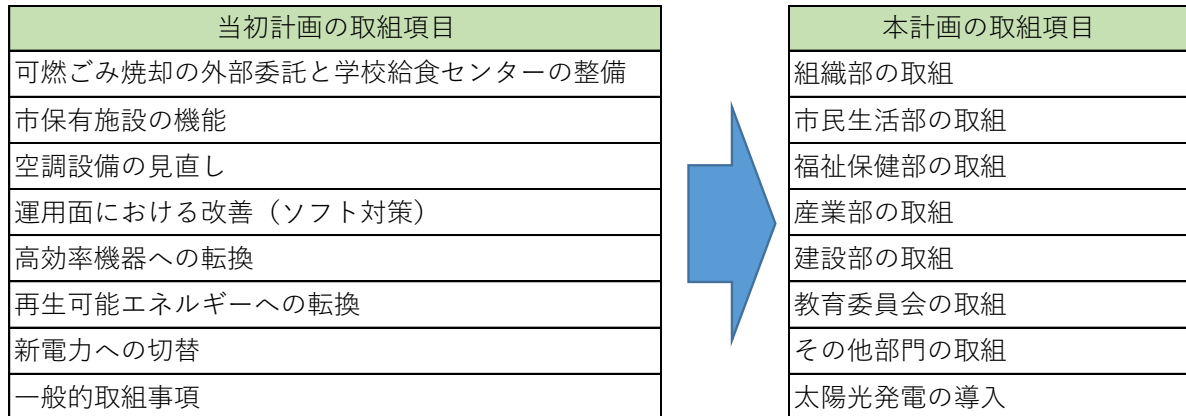 当初計画の取組項目
可燃ごみ焼却の外部委託と学校給食センターの整備
市保有施設の機能
空調設備の見直し
運用面における改善（ソフト対策）
高効率機器への転換
再生可能エネルギーへの転換
新電力への切替
一般的取組事項
本計画の取組項目
組織部の取組
市民生活部の取組
福祉保健部の取組
産業部の取組
建設部の取組
教育委員会の取組
その他部門の取組
太陽光発電の導入